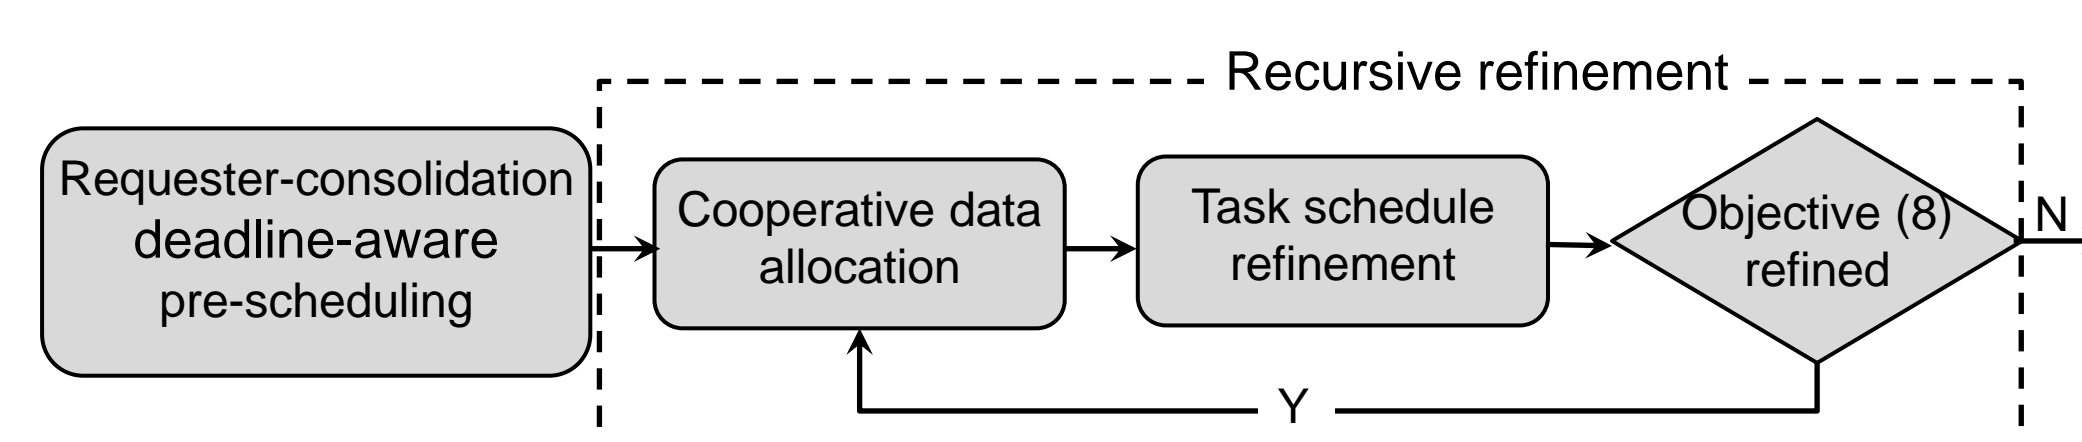 Recursive refinement
Requester-consolidation
deadline-aware
pre-scheduling
Cooperative data
allocation
Task schedule
refinement
Objective (8)
refined
N
Y